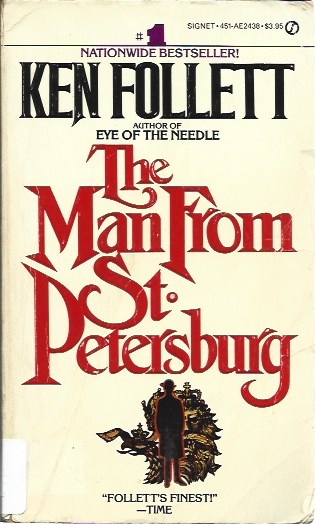 SIGNET • 451-AE2438 • $3.95
#1
NATIONWIDE BESTSELLER!
KEN FOLLETT
AUTHOR OF
EYE OF THE NEEDLE
The
Man From
St.
Petersburg
"FOLLETT'S FINEST!"
—TIME